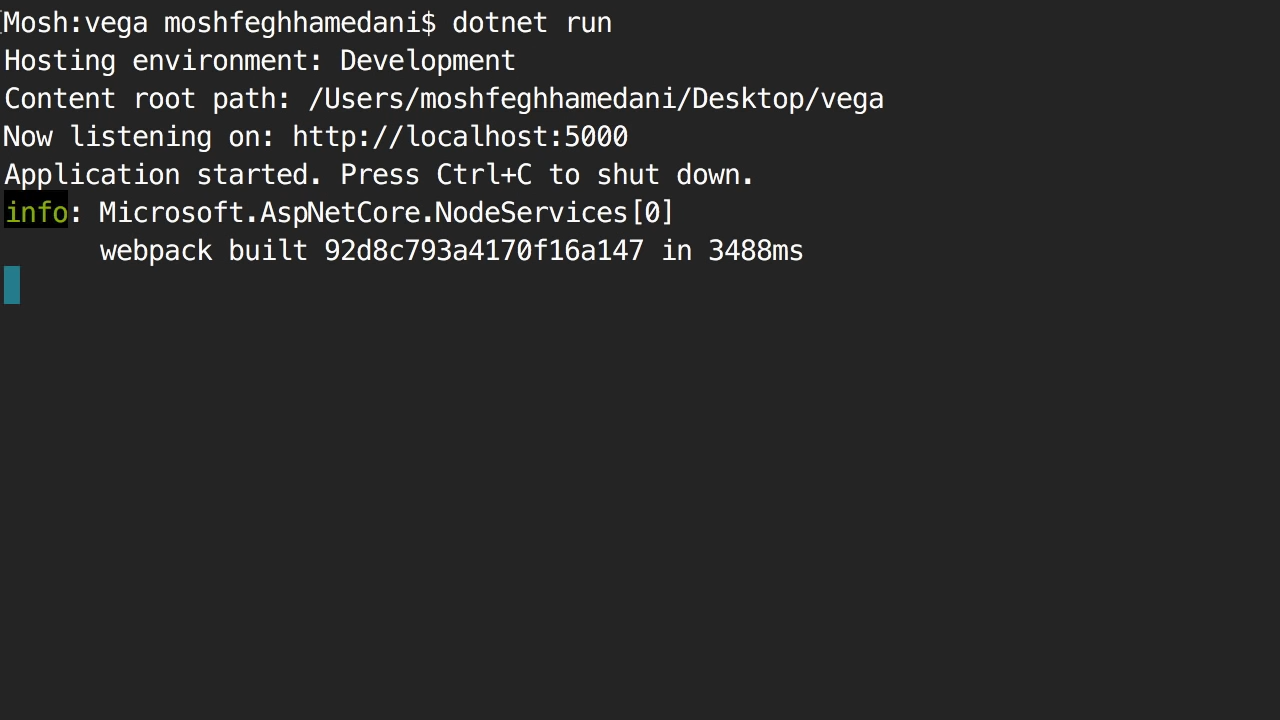 Mosh:vega moshfeghhamedani$ dotnet run
Hosting environment: Development
Content root path: /Users/moshfeghhamedani/Desktop/vega
Now listening on: http://localhost:5000
Application started. Press Ctrl+C to shut down.
info: Microsoft.AspNetCore.NodeServices[0]
webpack built 92d8c793a4170f16a147 in 3488ms